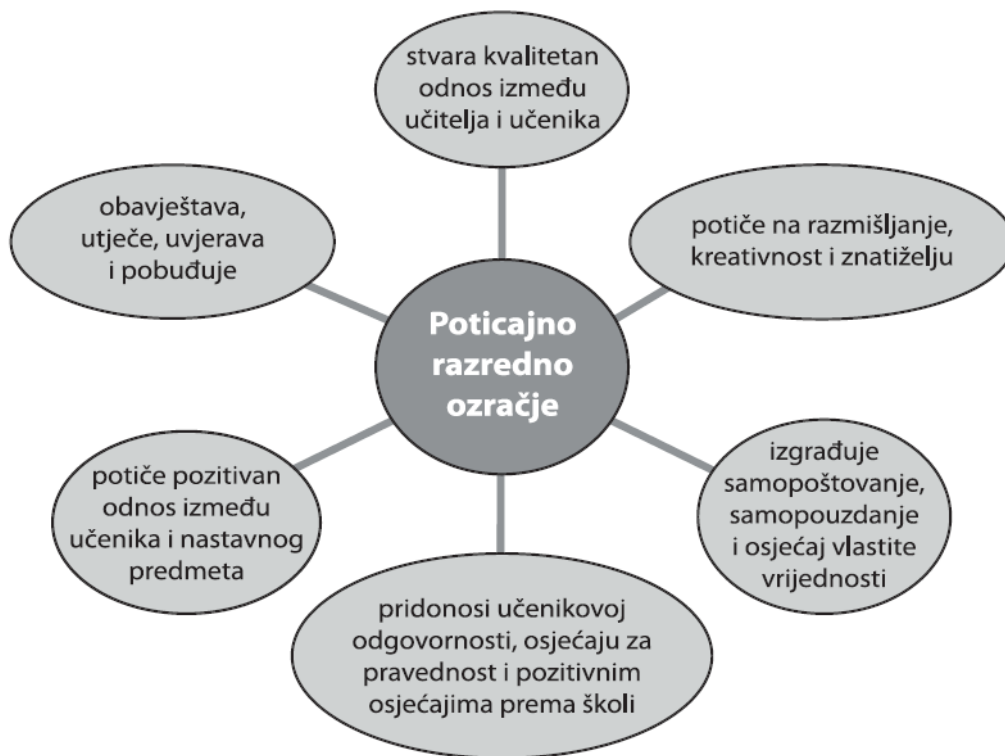 stvara kvalitetan
odnos između
učitelja i učenika
obavještava,
utječe, uvjerava
i pobuđuje
potiče na razmišljanje,
kreativnost i znatiželju
Poticajno
razredno
ozračje
potiče pozitivan
odnos između
učenika i nastavnog
predmeta
izgrađuje
samopoštovanje,
samopouzdanje
i osjećaj vlastite
vrijednosti
pridonosi učenikovoj
odgovornosti, osjećaju za
pravednost i pozitivnim
osjećajima prema školi